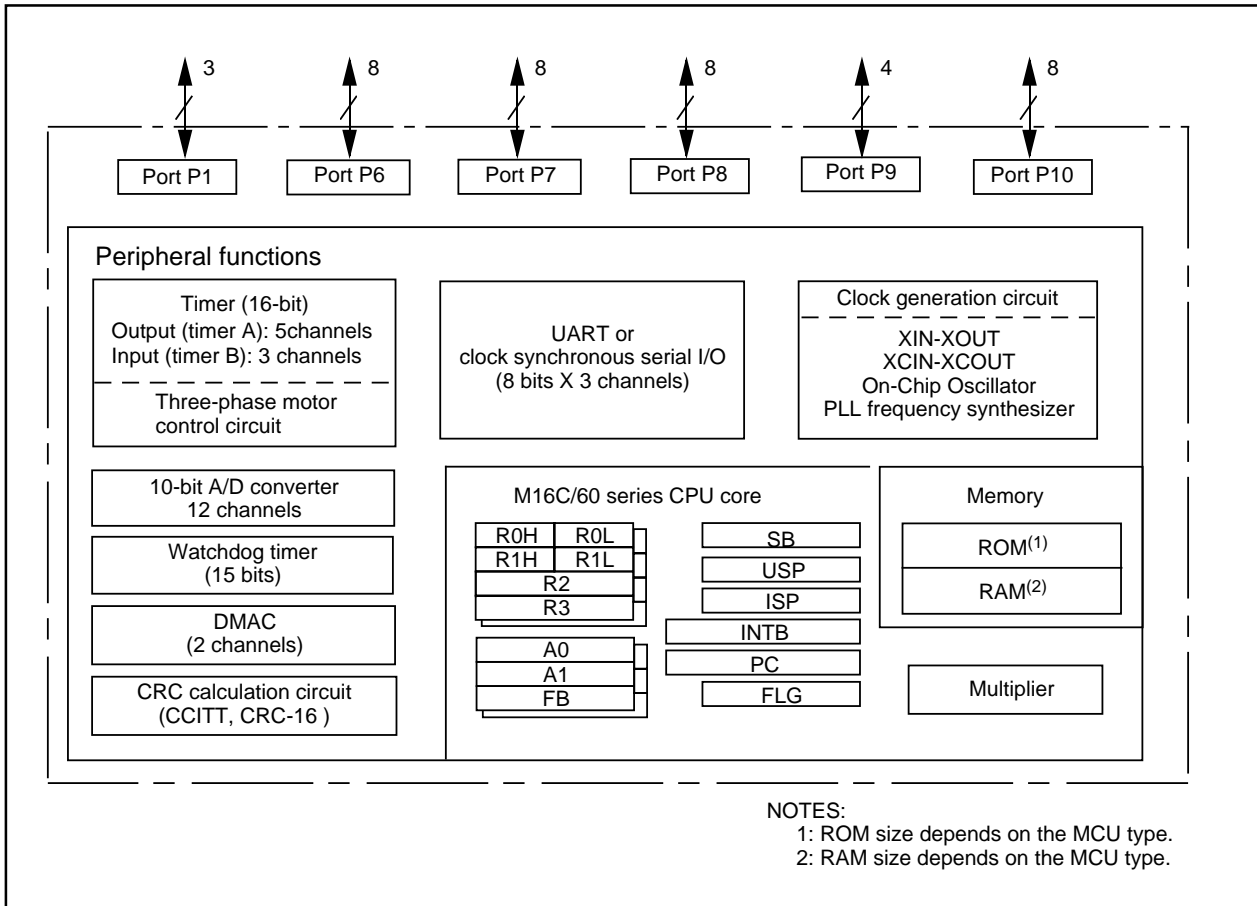 3
8
8
8
4
8
Port P1
Port P6
Port P7
Port P8
Port P9
Port P10
Peripheral functions
Timer (16-bit)
Output (timer A): 5channels
Input (timer B): 3 channels
Three-phase motor
control circuit
UART or
clock synchronous serial I/O
(8 bits X 3 channels)
Clock generation circuit
XIN-XOUT
XCIN-XCOUT
On-Chip Oscillator
PLL frequency synthesizer
10-bit A/D converter
12 channels
Watchdog timer
(15 bits)
DMAC
(2 channels)
CRC calculation circuit
(CCITT, CRC-16 )
M16C/60 series CPU core
R0H
R0L
R1H
R1L
R2
R3
A0
A1
FB
SB
USP
ISP
INTB
PC
FLG
Memory
ROM(1)
RAM(2)
Multiplier
NOTES:
1: ROM size depends on the MCU type.
2: RAM size depends on the MCU type.